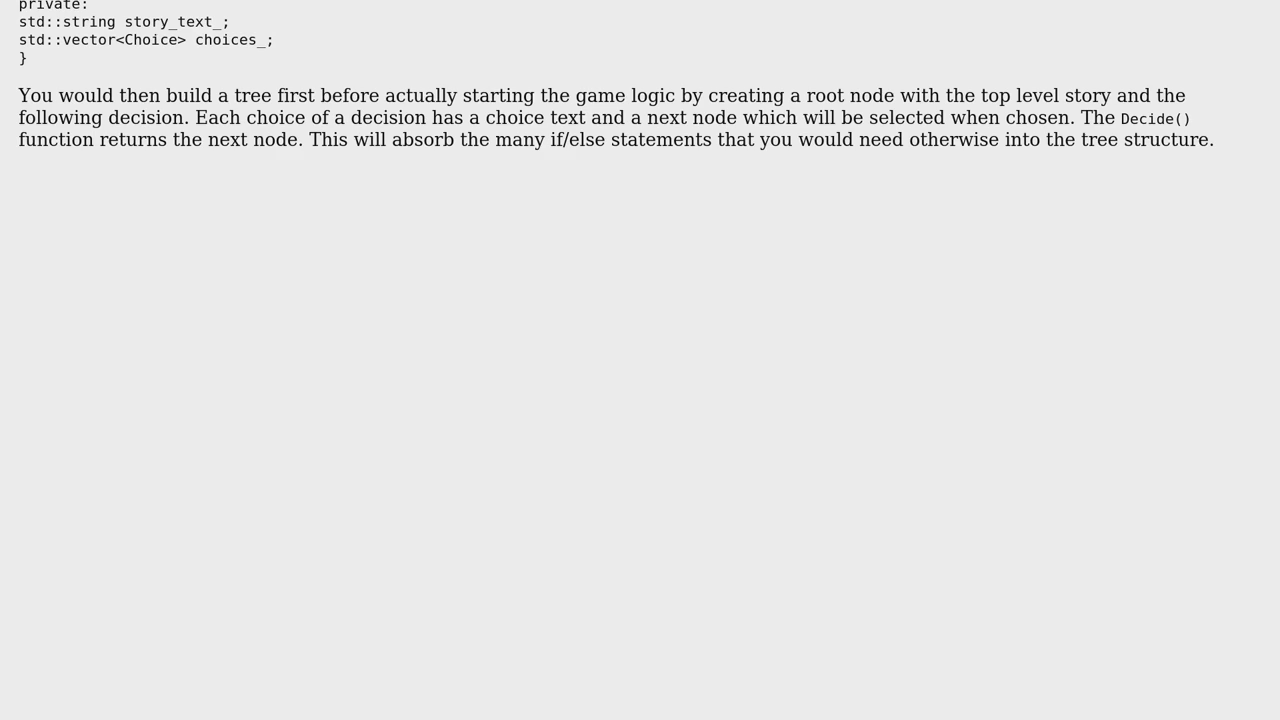 private:
std::string story_text_;
std::vector<Choice> choices_;
}
You would then build a tree first before actually starting the game logic by creating a root node with the top level story and the
following decision. Each choice of a decision has a choice text and a next node which will be selected when chosen. The Decide()
function returns the next node. This will absorb the many if/else statements that you would need otherwise into the tree structure.